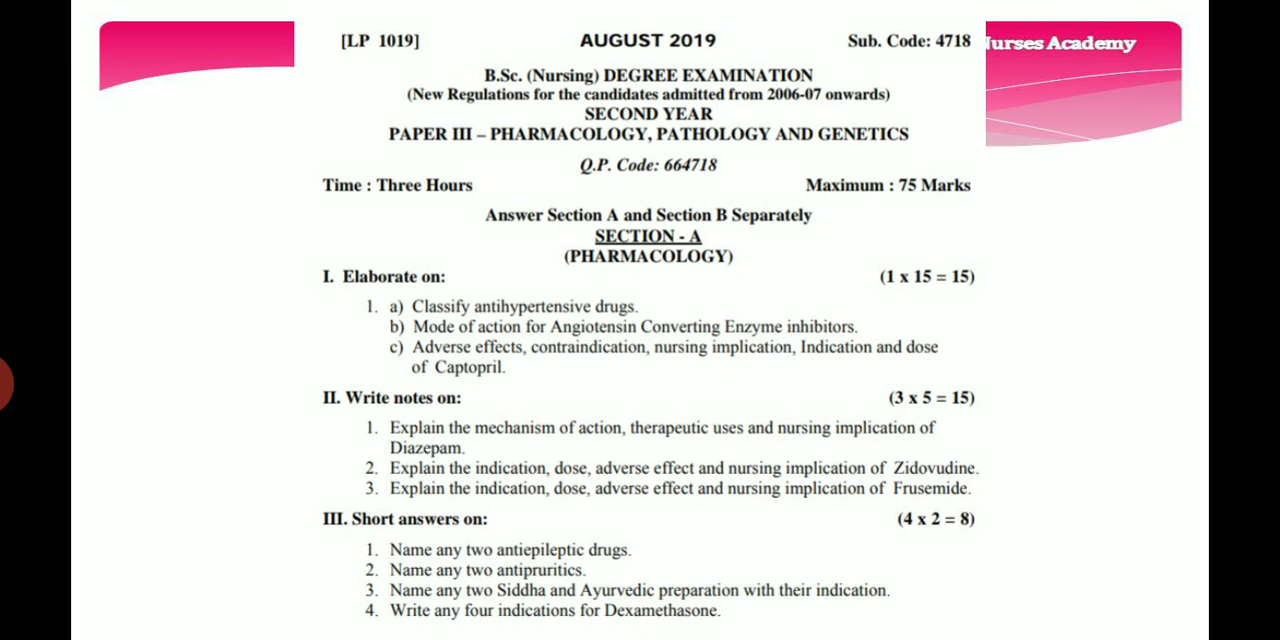 [LP 1019] AUGUST 2019 Sub. Code: 4718
Nurses Academy
B.Sc. (Nursing) DEGREE EXAMINATION
(New Regulations for the candidates admitted from 2006-07 onwards)
SECOND YEAR
PAPER III – PHARMACOLOGY, PATHOLOGY AND GENETICS
Q.P. Code: 664718
Time : Three Hours Maximum : 75 Marks
Answer Section A and Section B Separately
SECTION - A
(PHARMACOLOGY)
I. Elaborate on: (1 x 15 = 15)
1. a) Classify antihypertensive drugs.
b) Mode of action for Angiotensin Converting Enzyme inhibitors.
c) Adverse effects, contraindication, nursing implication, Indication and dose
of Captopril.
II. Write notes on: (3 x 5 = 15)
1. Explain the mechanism of action, therapeutic uses and nursing implication of
Diazepam.
2. Explain the indication, dose, adverse effect and nursing implication of Zidovudine.
3. Explain the indication, dose, adverse effect and nursing implication of Frusemide.
III. Short answers on: (4 x 2 = 8)
1. Name any two antiepileptic drugs.
2. Name any two antipruritics.
3. Name any two Siddha and Ayurvedic preparation with their indication.
4. Write any four indications for Dexamethasone.